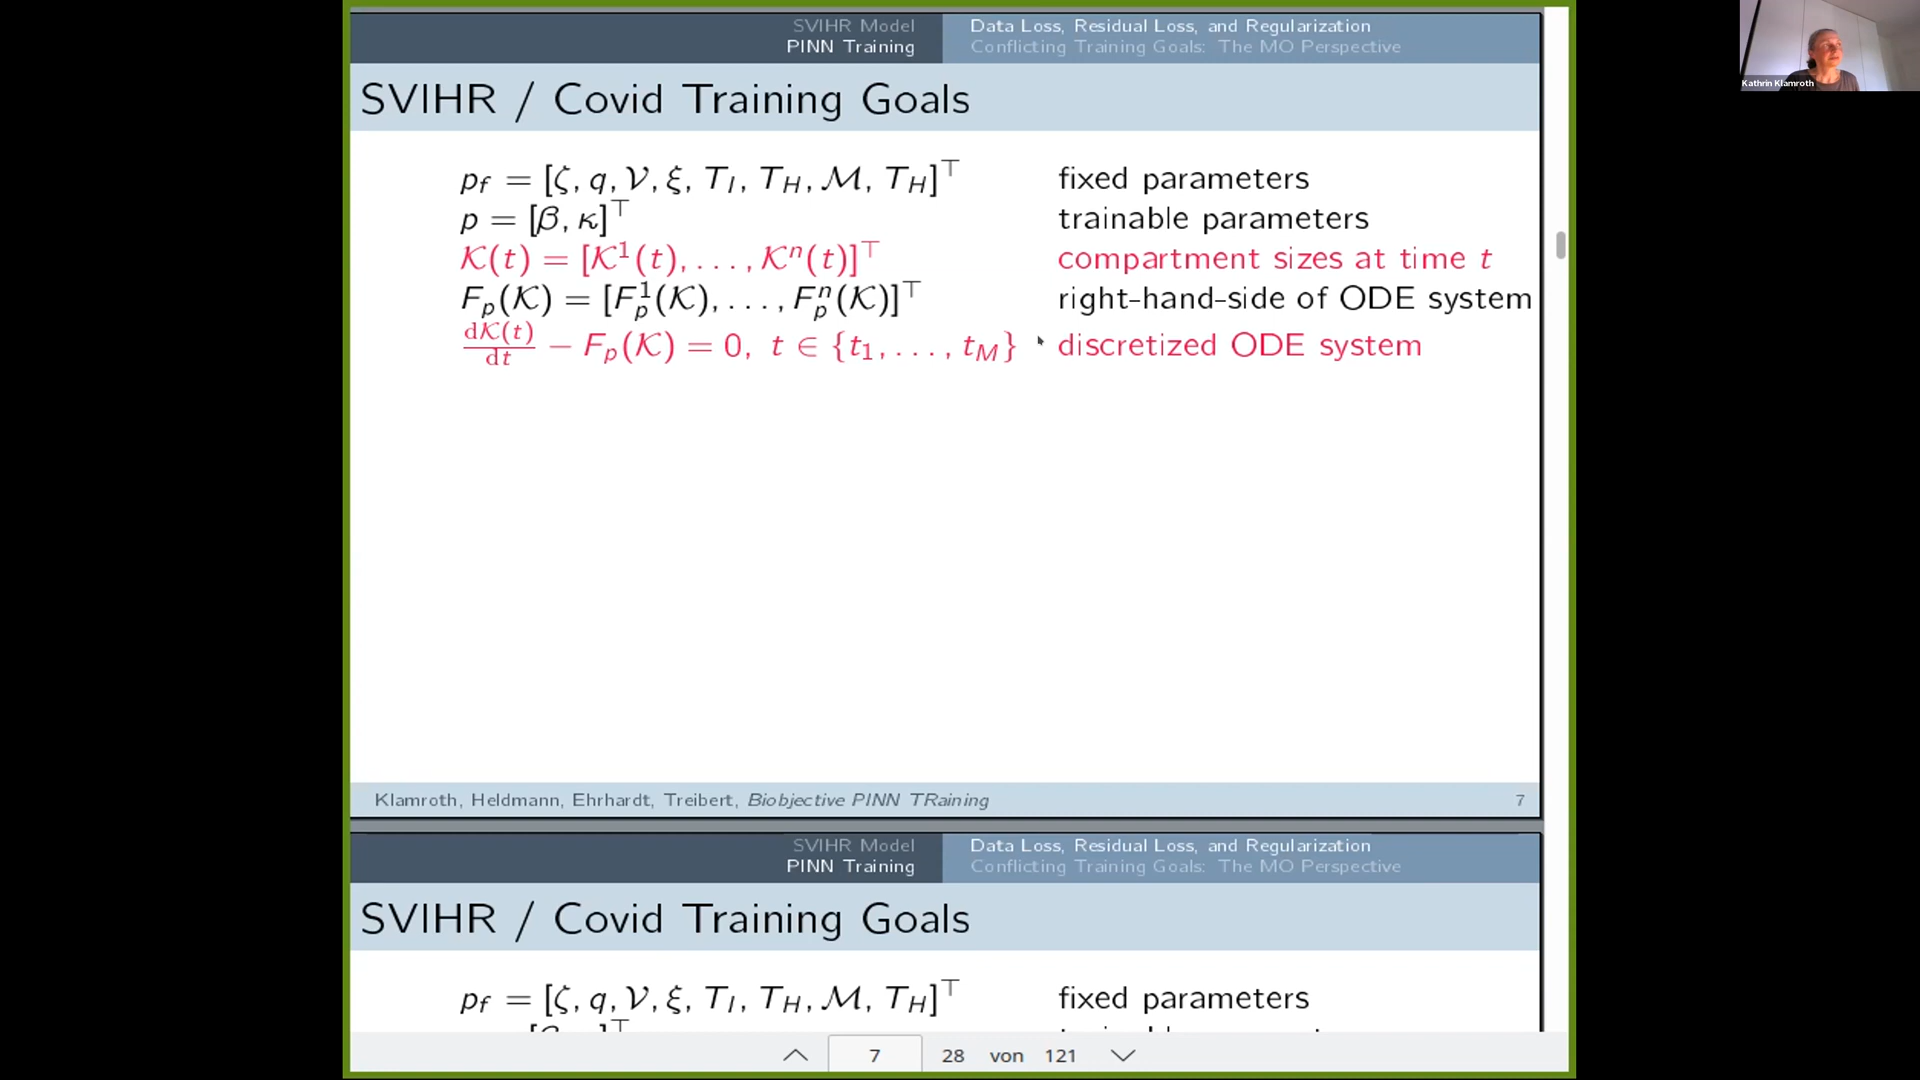 SVIHR Model
PINN Training
Data Loss, Residual Loss, and Regularization
Conflicting Training Goals: The MO Perspective
SVIHR / Covid Training Goals
p_f = [ζ, q, 𝒱, ξ, T_I, T_H, ℳ, T_H]^⊤ fixed parameters
p = [β, κ]^⊤ trainable parameters
𝒦(t) = [𝒦^1(t), . . . , 𝒦^n(t)]^⊤ compartment sizes at time t
F_p(𝒦) = [F_p^1(𝒦), . . . , F_p^n(𝒦)]^⊤ right-hand-side of ODE system
d𝒦(t)/dt − F_p(𝒦) = 0, t ∈ {t_1, . . . , t_M} discretized ODE system
Klamroth, Heldmann, Ehrhardt, Treibert, Biobjective PINN TRaining 7
SVIHR Model
PINN Training
Data Loss, Residual Loss, and Regularization
Conflicting Training Goals: The MO Perspective
SVIHR / Covid Training Goals
p_f = [ζ, q, 𝒱, ξ, T_I, T_H, ℳ, T_H]^⊤ fixed parameters
7 28 von 121
Kathrin Klamroth